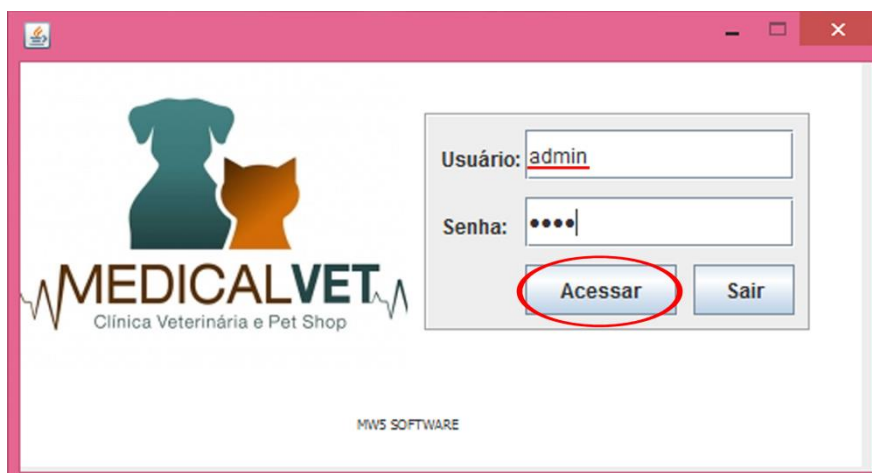 Usuário: admin
Senha: ••••
Acessar Sair
MEDICALVET
Clínica Veterinária e Pet Shop
MW5 SOFTWARE